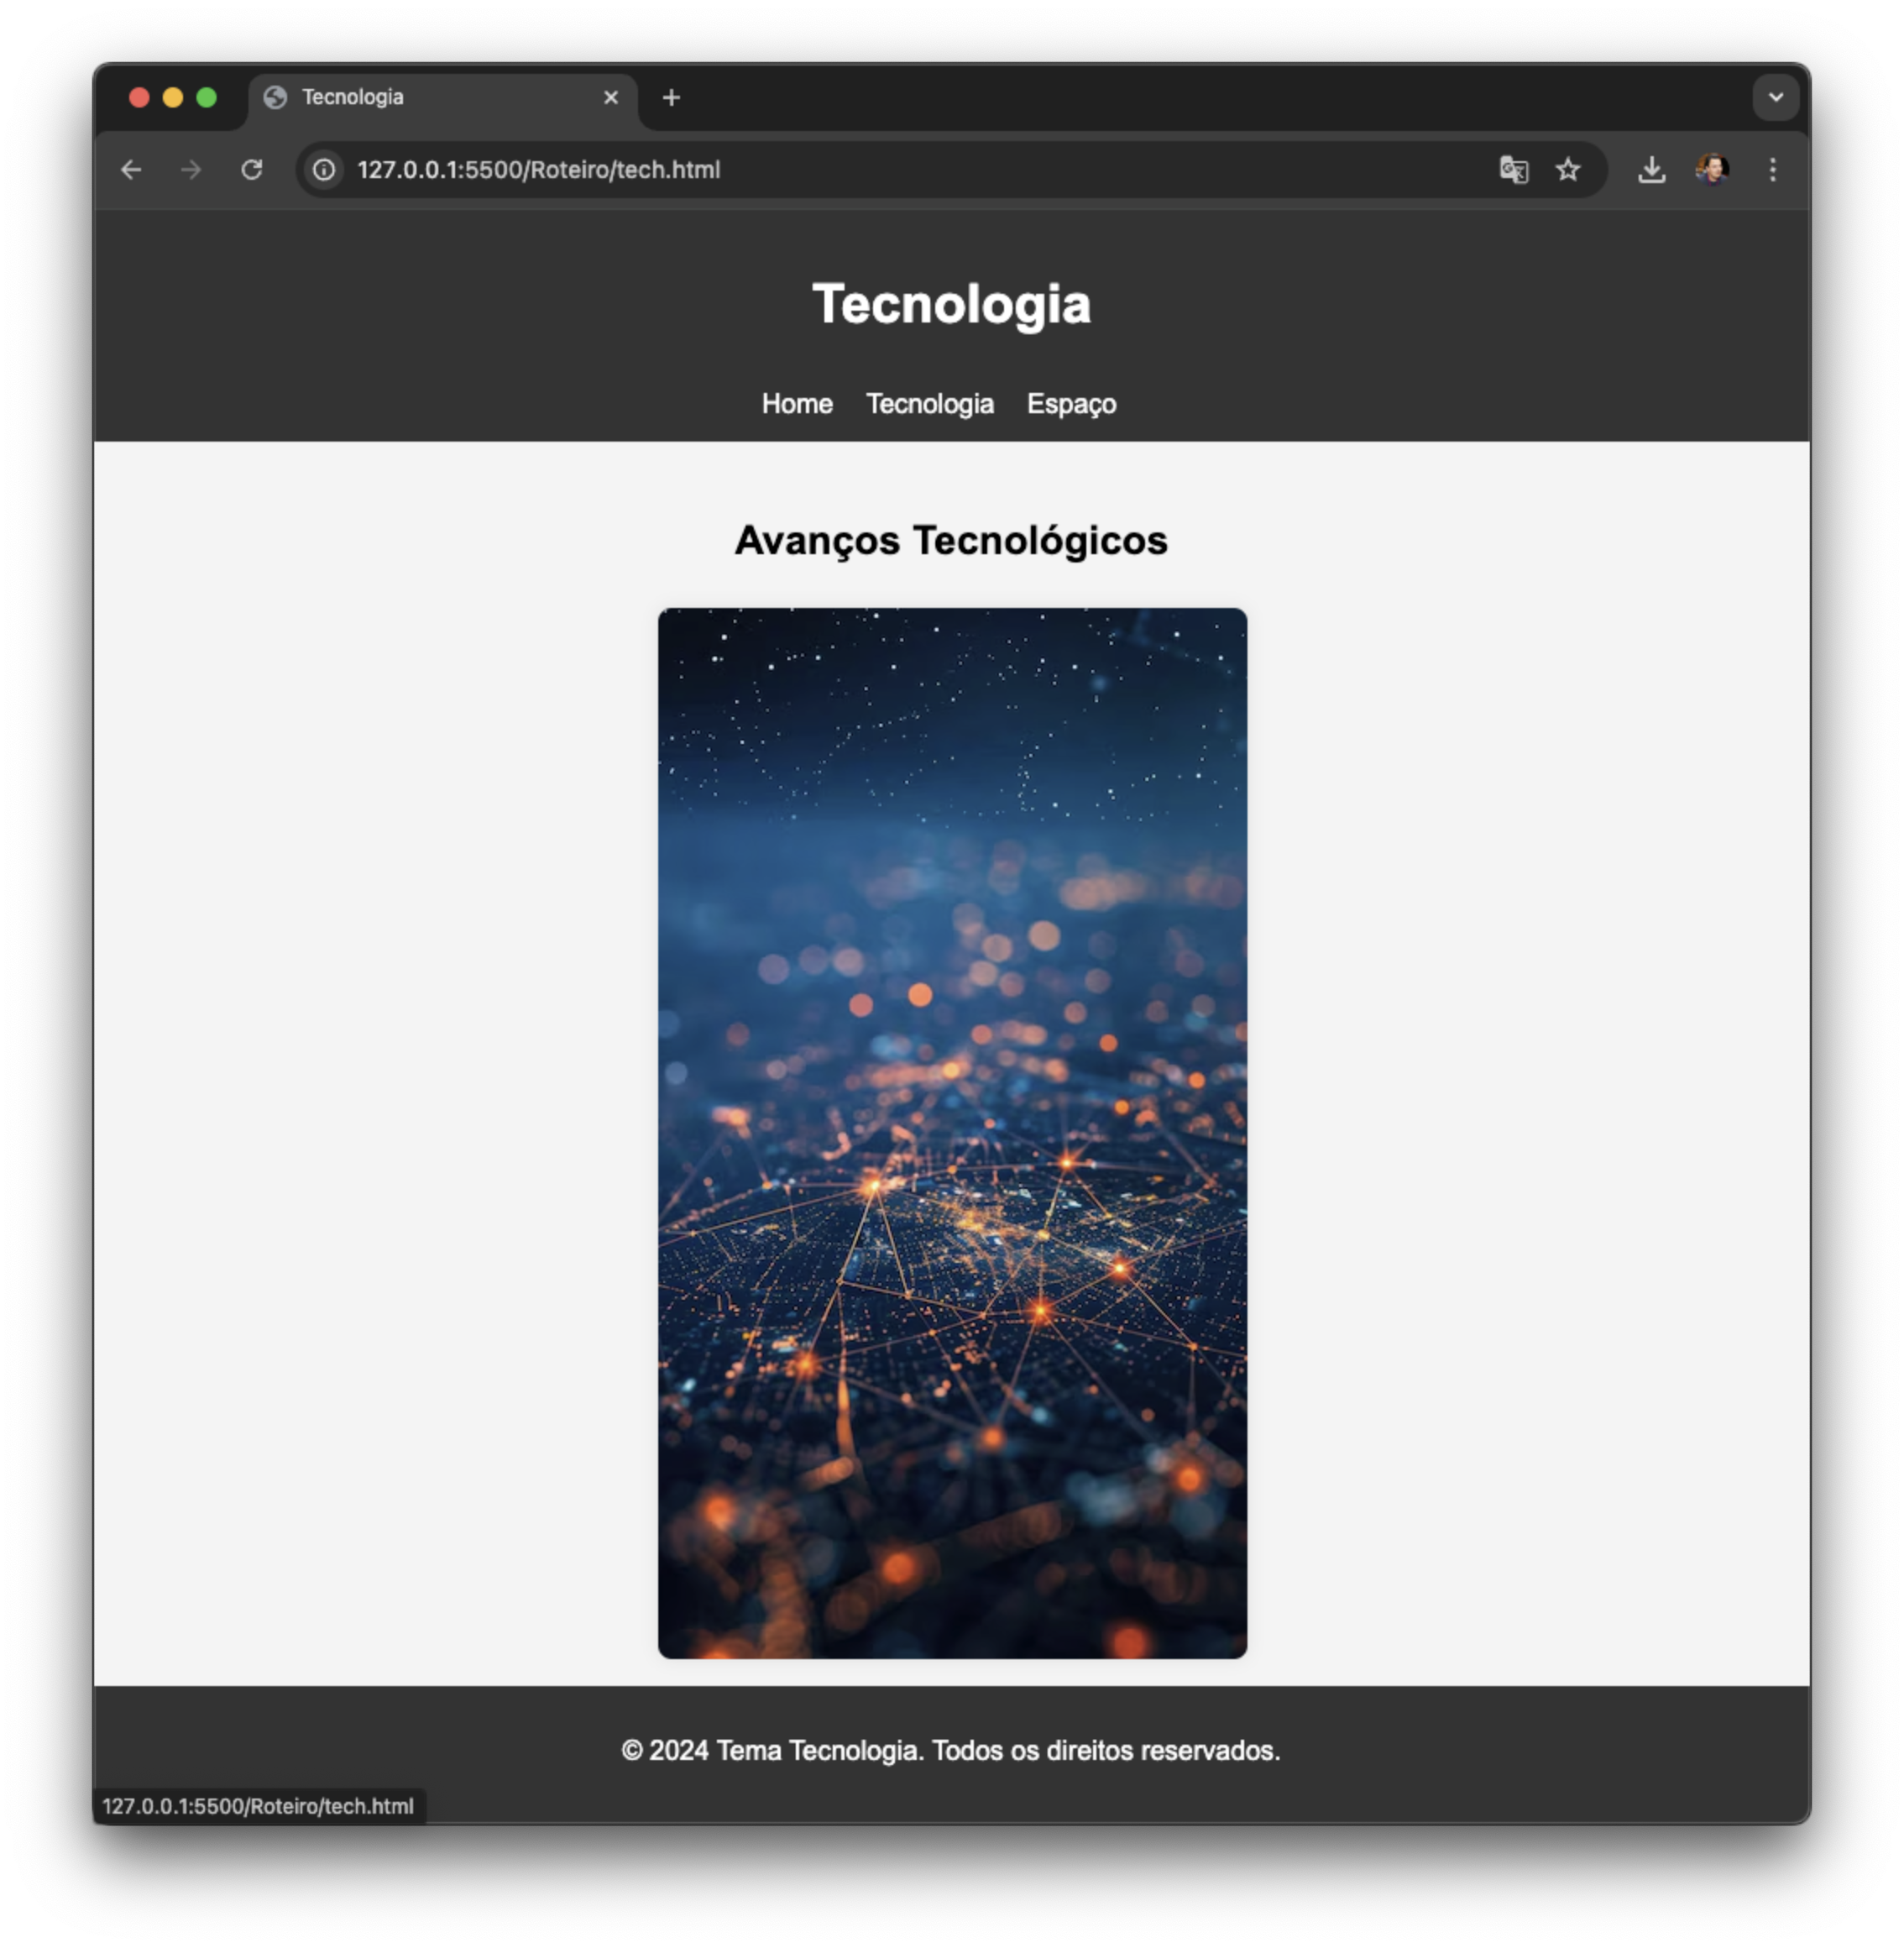 Tecnologia
127.0.0.1:5500/Roteiro/tech.html
Tecnologia
Home Tecnologia Espaço
Avanços Tecnológicos
© 2024 Tema Tecnologia. Todos os direitos reservados.
127.0.0.1:5500/Roteiro/tech.html